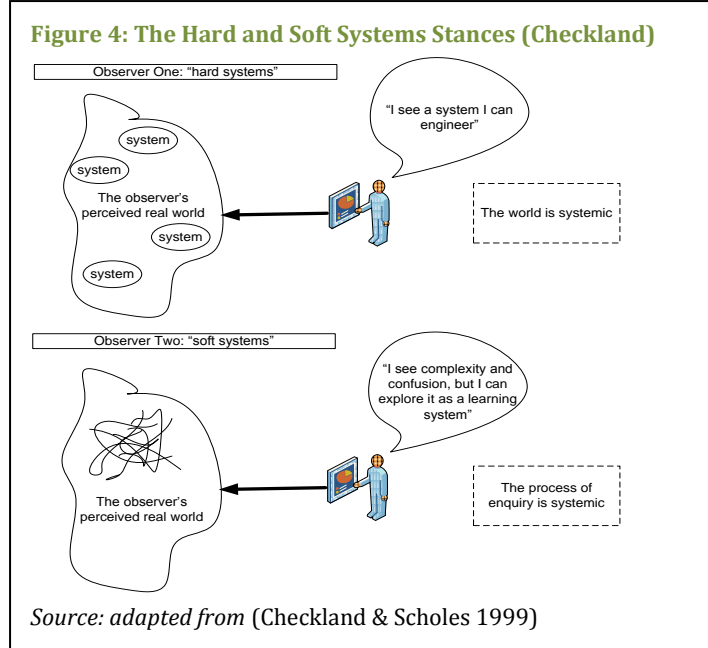 Figure 4: The Hard and Soft Systems Stances (Checkland)
Observer One: “hard systems”
“I see a system I can
engineer”
system
system
The observer’s
perceived real world
system
system
The world is systemic
Observer Two: “soft systems”
“I see complexity and
confusion, but I can
explore it as a learning
system”
The observer’s
perceived real world
The process of
enquiry is systemic
Source: adapted from (Checkland & Scholes 1999)